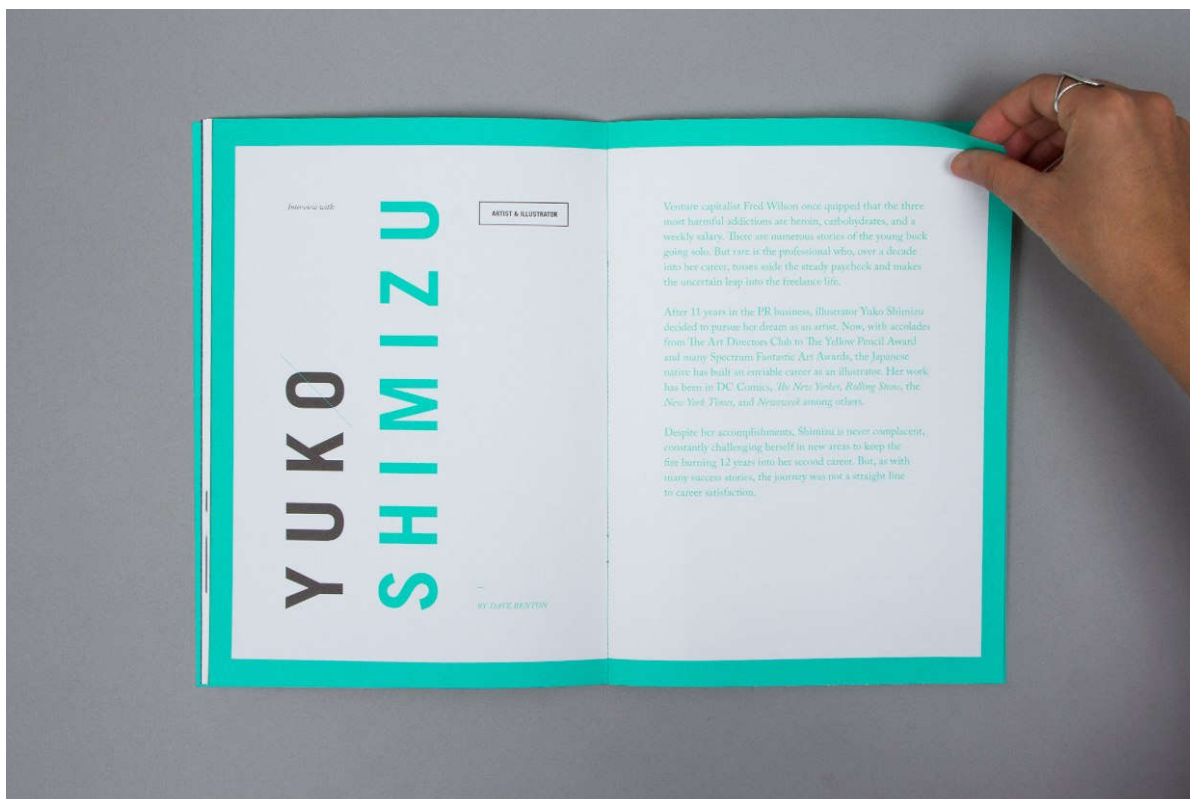 Interview with
YUKO
SHIMIZU
ARTIST & ILLUSTRATOR
BY DAVE BENTON
Venture capitalist Fred Wilson once quipped that the three
most harmful addictions are heroin, carbohydrates, and a
weekly salary. There are numerous stories of the young buck
going solo. But rare is the professional who, over a decade
into her career, tosses aside the steady paycheck and makes
the uncertain leap into the freelance life.
After 11 years in the PR business, illustrator Yuko Shimizu
decided to pursue her dream as an artist. Now, with accolades
from The Art Directors Club to The Yellow Pencil Award
and many Spectrum Fantastic Art Awards, the Japanese
native has built an enviable career as an illustrator. Her work
has been in DC Comics, The New Yorker, Rolling Stone, the
New York Times, and Newsweek among others.
Despite her accomplishments, Shimizu is never complacent,
constantly challenging herself in new areas to keep the
fire burning 12 years into her second career. But, as with
many success stories, the journey was not a straight line
to career satisfaction.